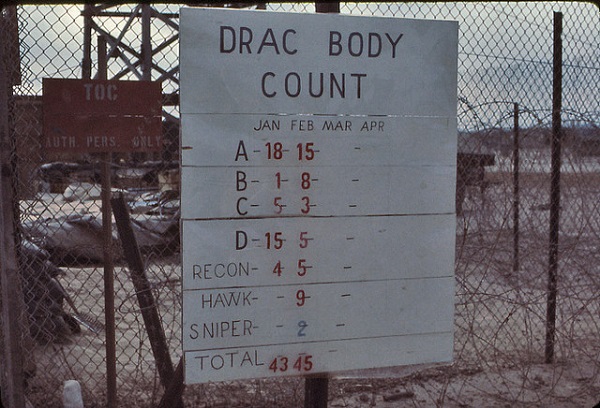 DRAC BODY
COUNT
TOC
AUTH PERS. ONLY
JAN FEB MAR APR
A- 18- 15- -
B- 1- 8- -
C- 5 3- -
D- 15 5- -
RECON- 4 5- -
HAWK- 9- -
SNIPER- 2 -
TOTAL 43 45 -